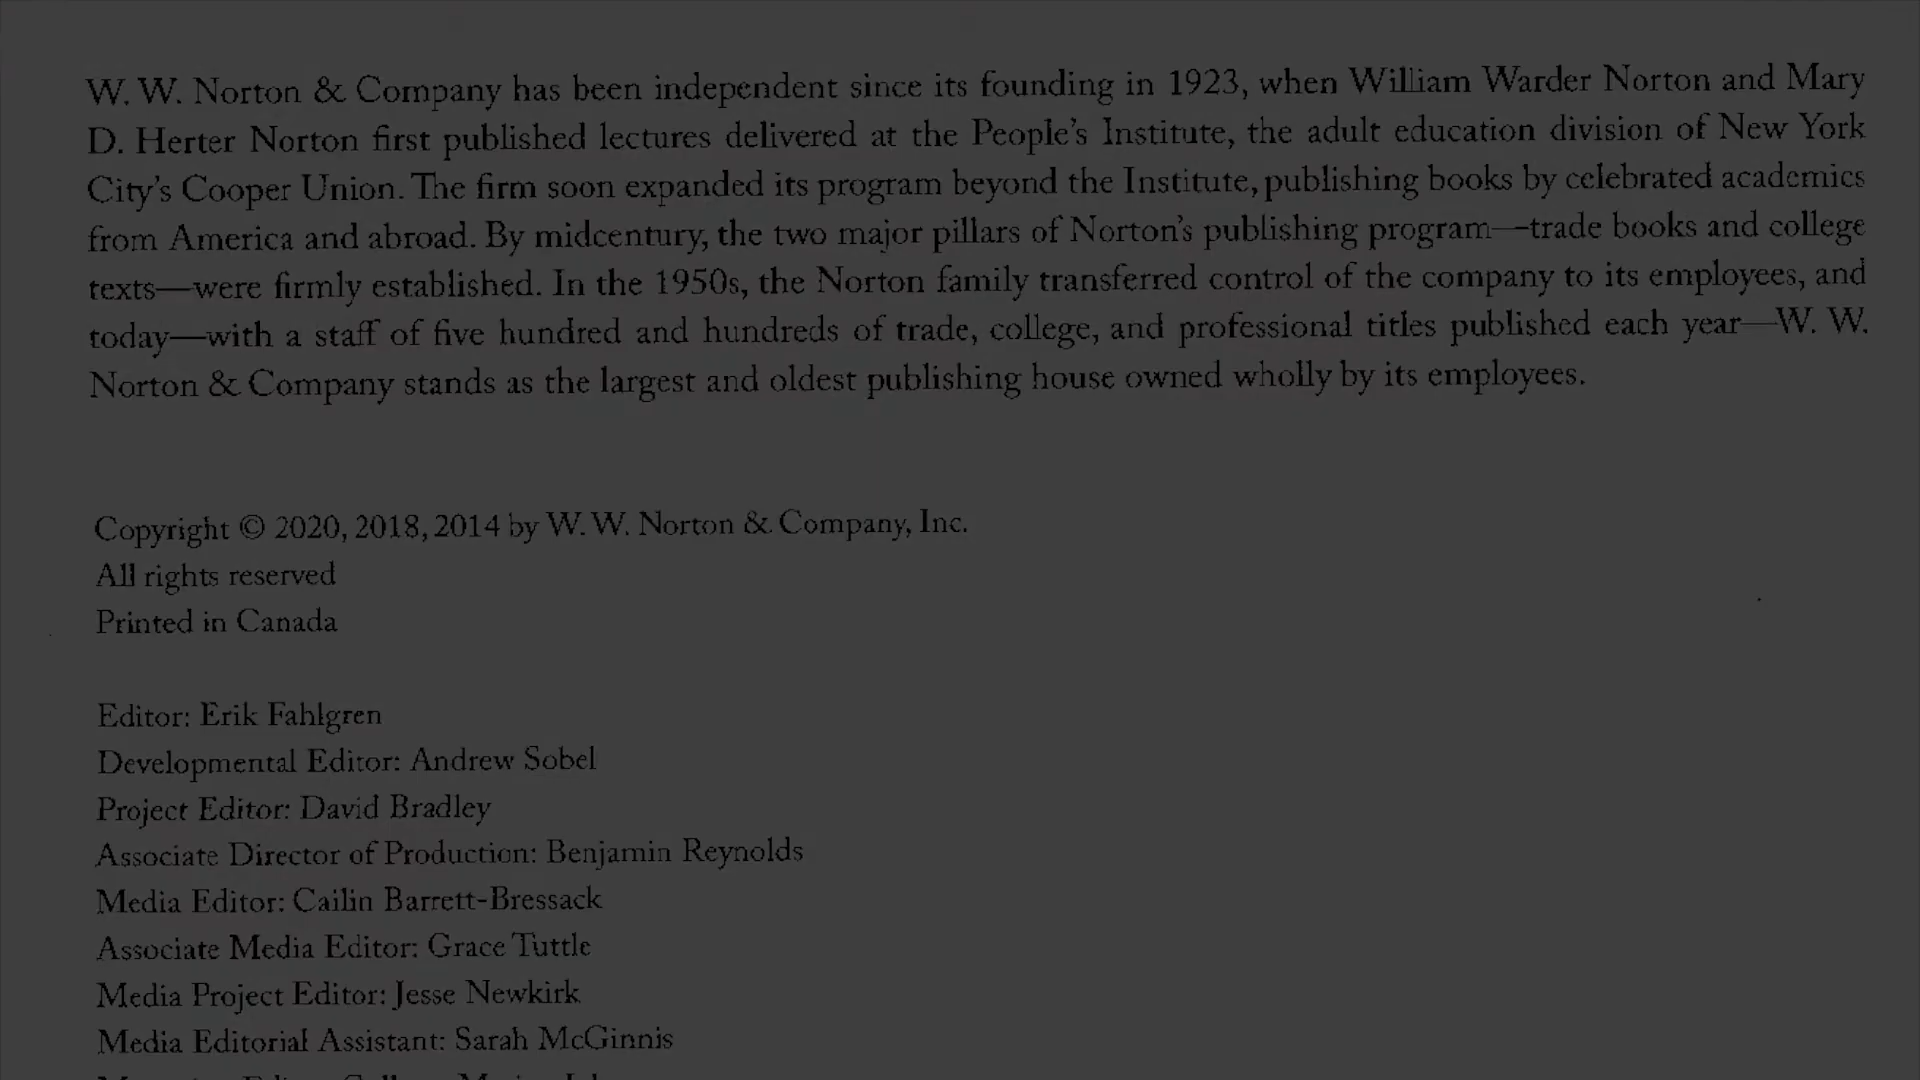 W. W. Norton & Company has been independent since its founding in 1923, when William Warder Norton and Mary
D. Herter Norton first published lectures delivered at the People's Institute, the adult education division of New York
City's Cooper Union. The firm soon expanded its program beyond the Institute, publishing books by celebrated academics
from America and abroad. By midcentury, the two major pillars of Norton's publishing program—trade books and college
texts—were firmly established. In the 1950s, the Norton family transferred control of the company to its employees, and
today—with a staff of five hundred and hundreds of trade, college, and professional titles published each year—W. W.
Norton & Company stands as the largest and oldest publishing house owned wholly by its employees.
Copyright © 2020, 2018, 2014 by W. W. Norton & Company, Inc.
All rights reserved
Printed in Canada
Editor: Erik Fahlgren
Developmental Editor: Andrew Sobel
Project Editor: David Bradley
Associate Director of Production: Benjamin Reynolds
Media Editor: Cailin Barrett-Bressack
Associate Media Editor: Grace Tuttle
Media Project Editor: Jesse Newkirk
Media Editorial Assistant: Sarah McGinnis